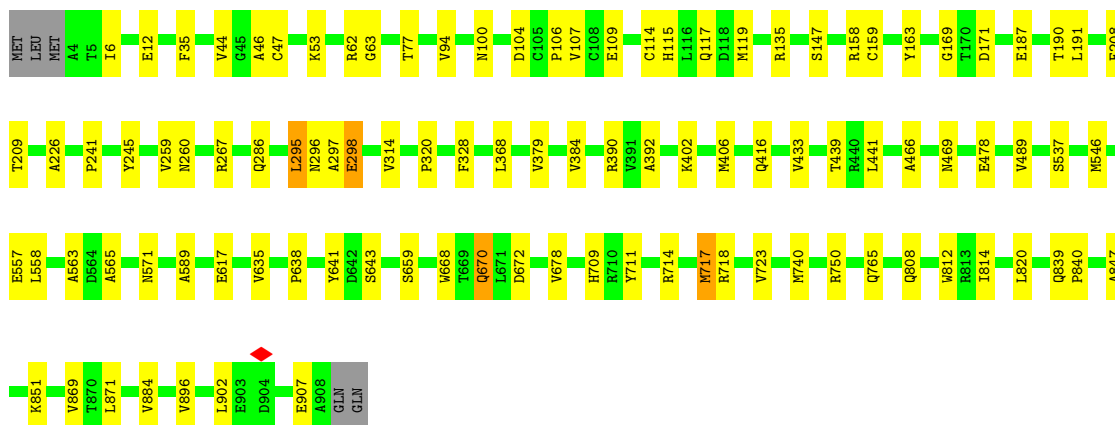 MET LEU MET A4 T5 I6 E12 F35 V44 G45 A46 C47 K53 R62 G63 T77 V94 N100 D104 C105 P106 V107 C108 E109 C114 H115 L116 Q117 D118 M119 R135 S147 R158 C159 Y163 G169 T170 D171 E187 T190 L191
T209 A226 P241 Y245 V259 N260 R267 Q286 L295 N296 A297 E298 V314 P320 F328 L368 V379 V384 R390 V391 A392 K402 M406 Q416 V433 T439 R440 L441 A466 N469 E478 V489 S537 M546
E557 L558 A563 D564 A565 N571 A589 E617 V635 P638 Y641 D642 S643 S659 W668 T669 Q670 L671 D672 V678 H709 R710 Y711 R714 M717 R718 V723 M740 R750 Q765 Q808 W812 R813 I814 L820 Q839 P840 A847
K851 V869 T870 L871 V884 V896 L902 E903 D904 E907 A908 GLN GLN